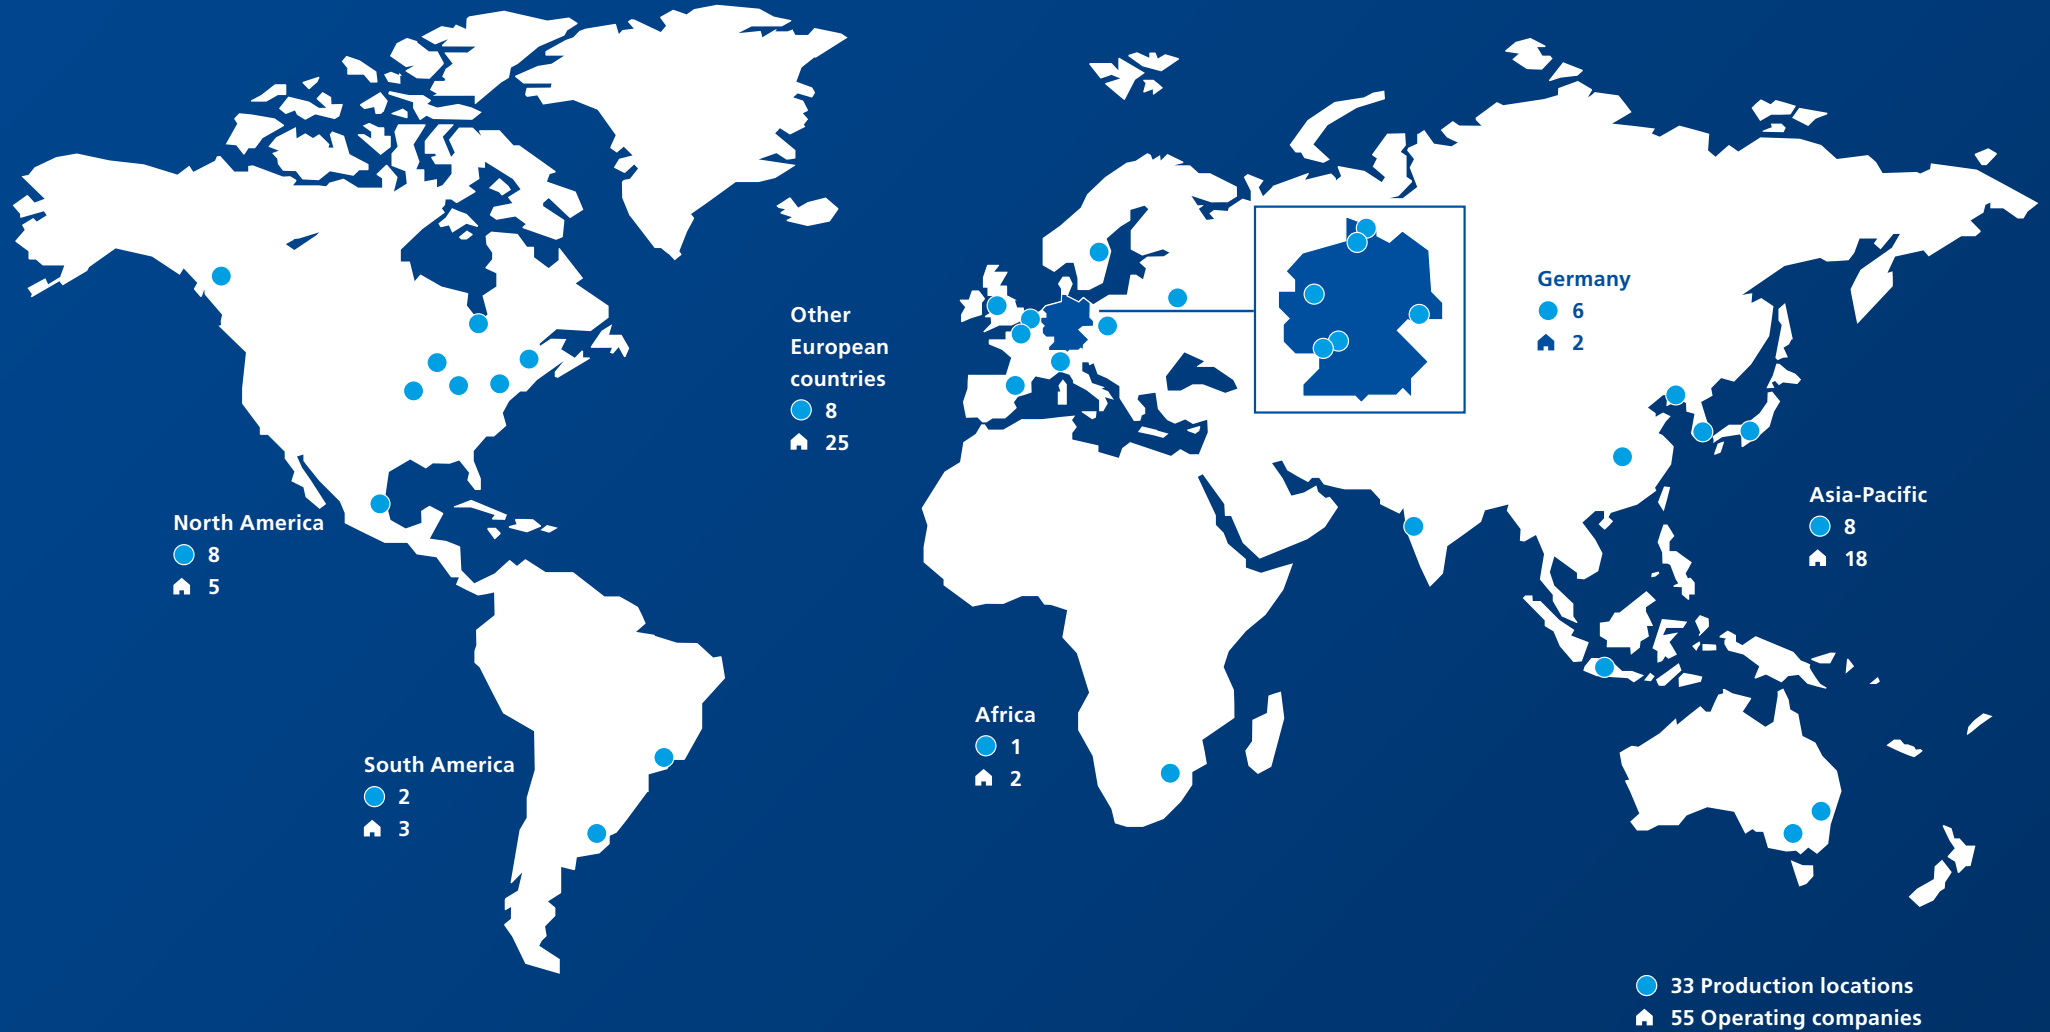 Other
European
countries
8
25
Germany
6
2
North America
8
5
Asia-Pacific
8
18
South America
2
3
Africa
1
2
33 Production locations
55 Operating companies